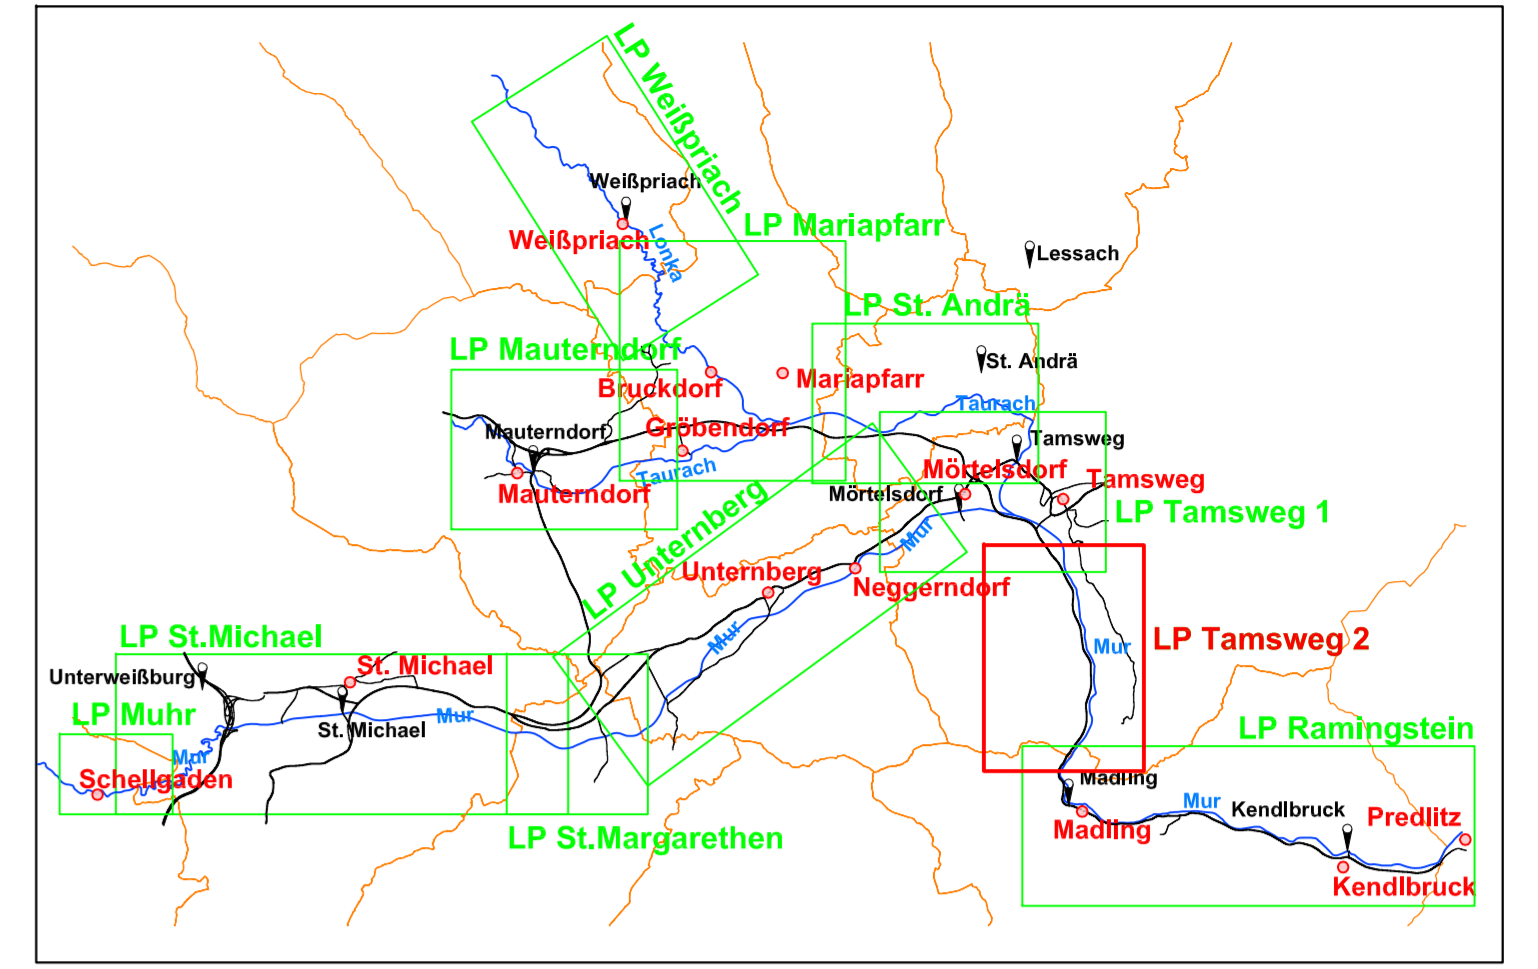 LP Weißpriach
Weißpriach
LP Mariapfarr
Weißpriach
Lonka
Lessach
LP St. Andrä
LP Mauterndorf
St. Andrä
Bruckdorf
Mariapfarr
Taurach
Mauterndorf
Gröbendorf
Tamsweg
Taurach
Mörtelsdorf
Tamsweg
Mauterndorf
Mörtelsdorf
LP Tamsweg 1
LP Unternberg
Mur
Unternberg
Neggerndorf
LP St.Michael
Mur
Mur
LP Tamsweg 2
Unterweißburg
St. Michael
LP Muhr
Mur
St. Michael
LP Ramingstein
Mur
Schellgaden
Madling
Mur
Kendlbruck
Predlitz
LP St.Margarethen
Madling
Kendlbruck